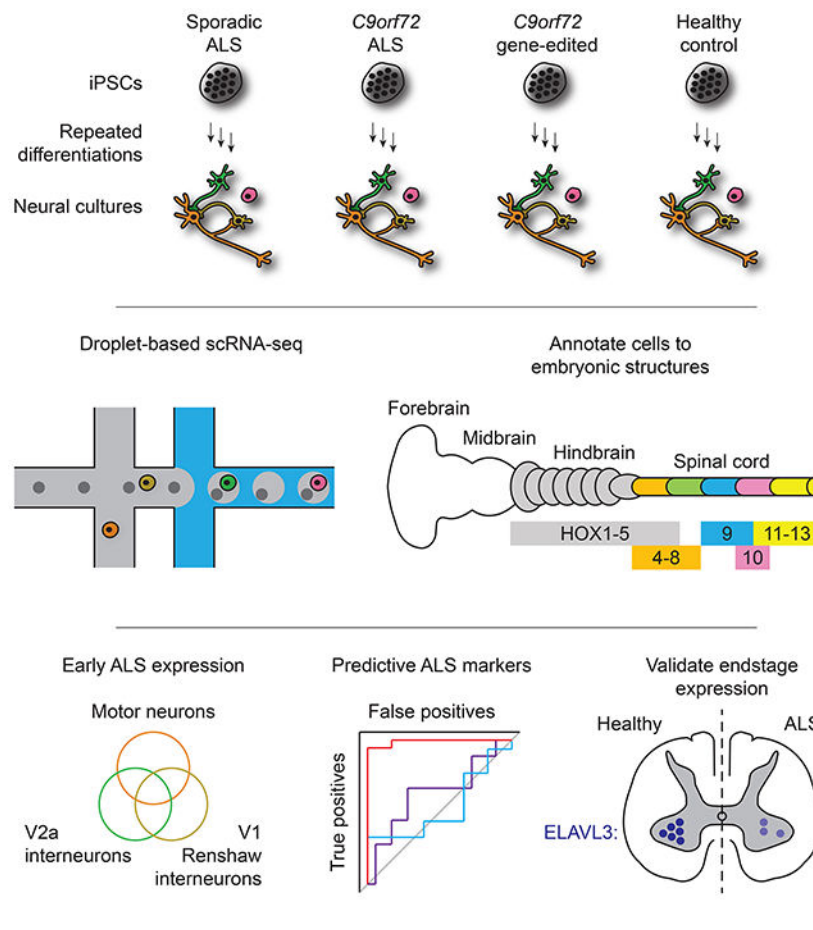 Sporadic
ALS
C9orf72
ALS
C9orf72
gene-edited
Healthy
control
iPSCs
Repeated
differentiations
Neural cultures
Droplet-based scRNA-seq
Annotate cells to
embryonic structures
Forebrain
Midbrain
Hindbrain
Spinal cord
HOX1-5
9
11-13
4-8
10
Early ALS expression
Motor neurons
V2a
interneurons
V1
Renshaw
interneurons
Predictive ALS markers
False positives
True positives
Validate endstage
expression
Healthy
ALS
ELAVL3: